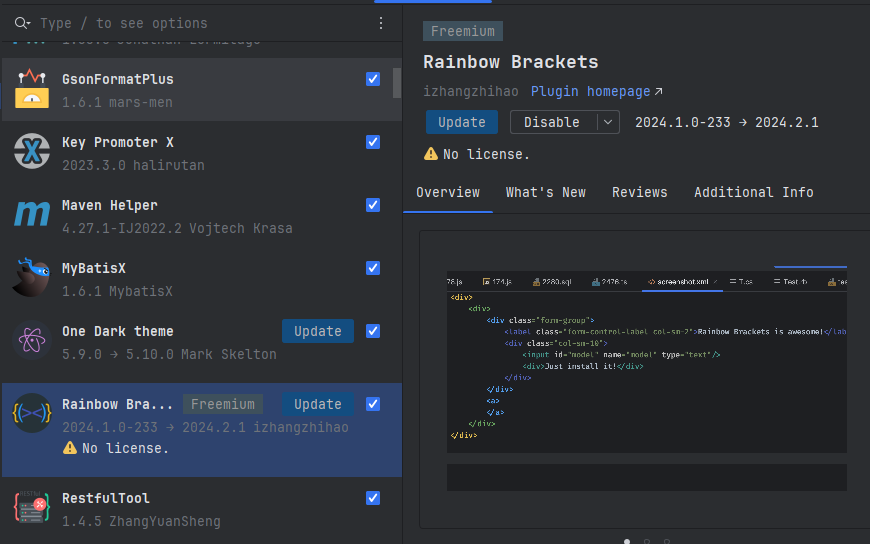 Type / to see options
GsonFormatPlus
1.6.1 mars-men
Key Promoter X
2023.3.0 halirutan
Maven Helper
4.27.1-IJ2022.2 Vojtech Krasa
MyBatisX
1.6.1 MybatisX
One Dark theme
Update
5.9.0 → 5.10.0 Mark Skelton
Rainbow Bra... Freemium Update
2024.1.0-233 → 2024.2.1 izhangzhihao
No license.
RestfulTool
1.4.5 ZhangYuanSheng
Freemium
Rainbow Brackets
izhangzhihao Plugin homepage ↗
Update Disable 2024.1.0-233 → 2024.2.1
No license.
Overview What's New Reviews Additional Info
78.js 174.js 2280.sql 2476.ts screenshot.xml T.cs Test.rb
<div>
<div>
<div class="form-group">
<label class="form-control-label col-sm-2">Rainbow Brackets is awesome!</lab
<div class="col-sm-10">
<input id="model" name="model" type="text"/>
<div>Just install it!</div>
</div>
</div>
<a>
</a>
</div>
</div>